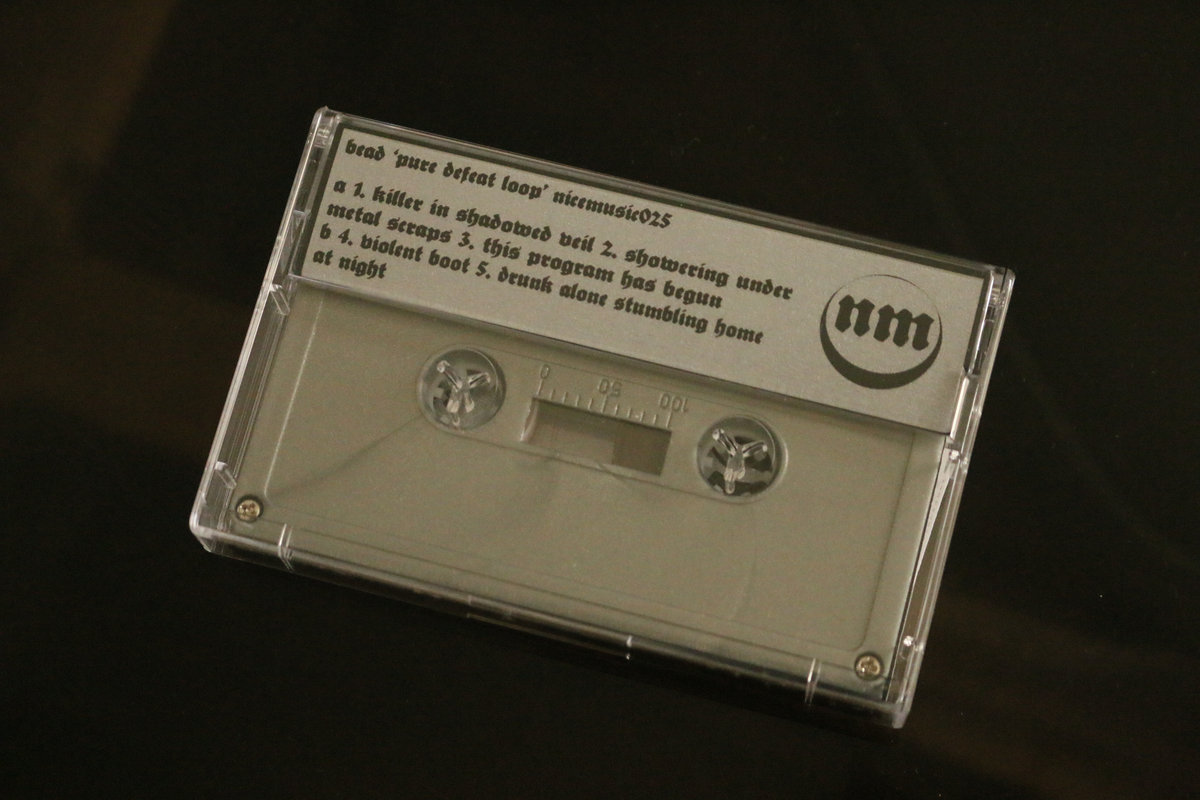 bead 'pure defeat loop' nicemusic025
a 1. killer in shadowed veil 2. showering under
metal scraps 3. this program has begun
b 4. violent boot 5. drunk alone stumbling home
at night
nm
0 50 100